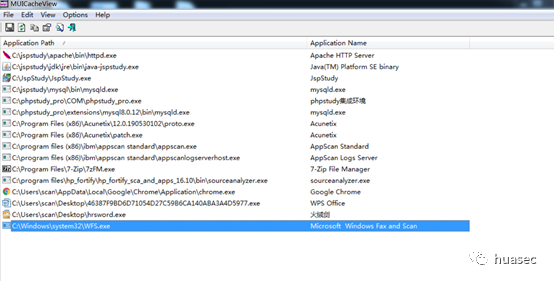 MUICacheView
File Edit View Options Help
Application Path / Application Name
C:\jspstudy\apache\bin\httpd.exe Apache HTTP Server
C:\jspstudy\jdk\jre\bin\java-jspstudy.exe Java(TM) Platform SE binary
C:\JspStudy\JspStudy.exe JspStudy
C:\jspstudy\mysql\bin\mysqld.exe mysqld.exe
C:\phpstudy_pro\COM\phpstudy_pro.exe phpstudy集成环境
C:\phpstudy_pro\extensions\mysql8.0.12\bin\mysqld.exe mysqld.exe
C:\Program Files (x86)\Acunetix\12.0.190530102\proto.exe Acunetix
C:\Program Files (x86)\Acunetix\patch.exe Acunetix
C:\Program Files (x86)\ibm\appscan standard\appscan.exe AppScan Standard
C:\Program Files (x86)\ibm\appscan standard\appscanlogserverhost.exe AppScan Logs Server
C:\Program Files\7-Zip\7zFM.exe 7-Zip File Manager
C:\program files\hp_fortify\hp_fortify_sca_and_apps_16.10\bin\sourceanalyzer.exe sourceanalyzer.exe
C:\Users\scan\AppData\Local\Google\Chrome\Application\chrome.exe Google Chrome
C:\Users\scan\Desktop\46387F9BD6D71054D27C59B6CA140ABA3A4D5977.exe WPS Office
C:\Users\scan\Desktop\hrsword.exe 火绒剑
C:\Windows\system32\WFS.exe Microsoft Windows Fax and Scan
huasec